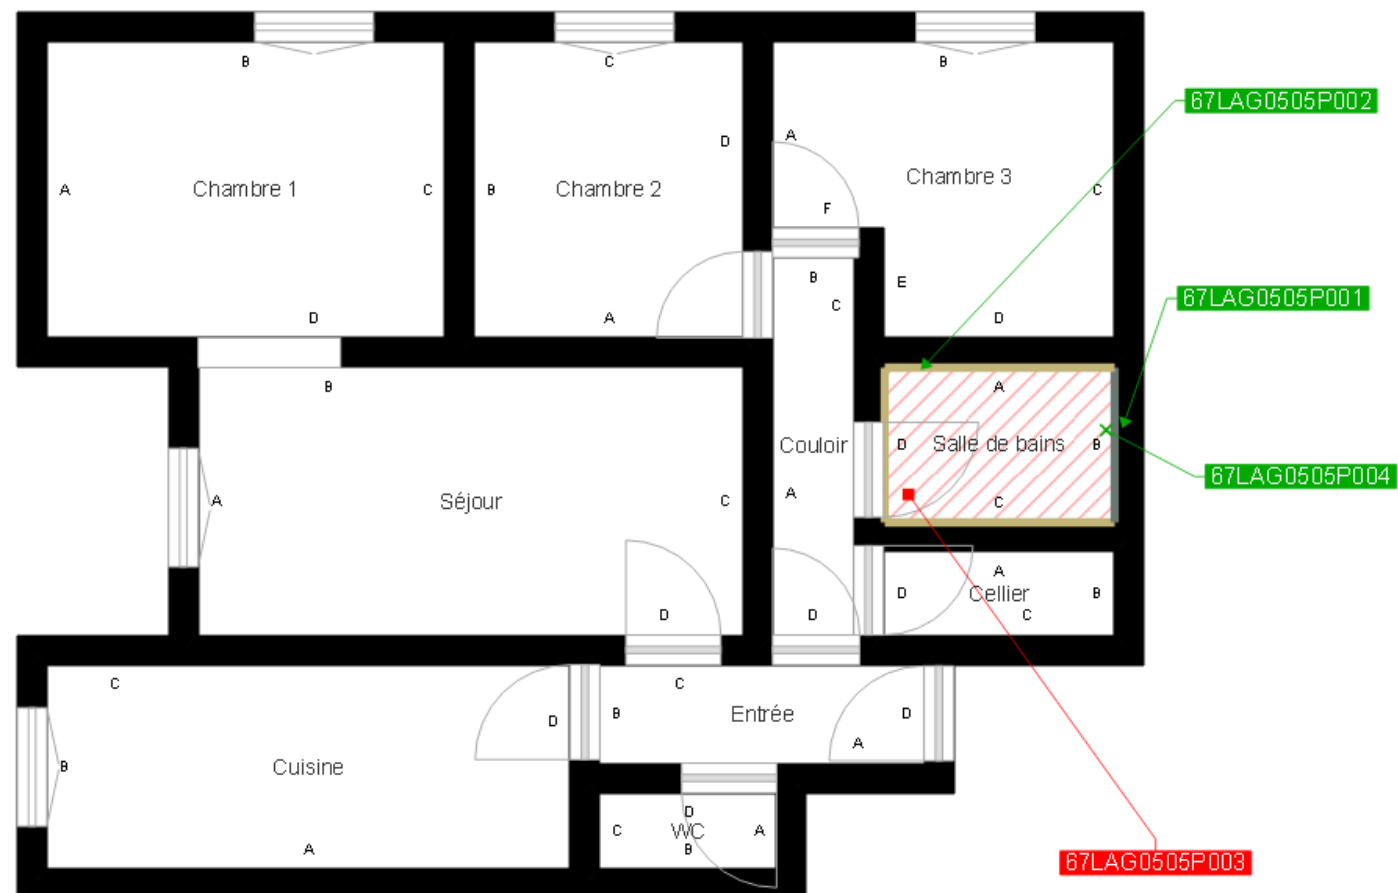 B
C
B
67LAG0505P002
A
D
A
Chambre 1
C
B
Chambre 2
Chambre 3
C
F
B
C
E
67LAG0505P001
D
A
D
B
A
Couloir
D
Salle de bains
B
67LAG0505P004
A
Séjour
C
A
C
A
D
Cellier
B
C
D
D
C
C
B
Entrée
D
D
A
B
Cuisine
A
D
C
WC
A
B
67LAG0505P003